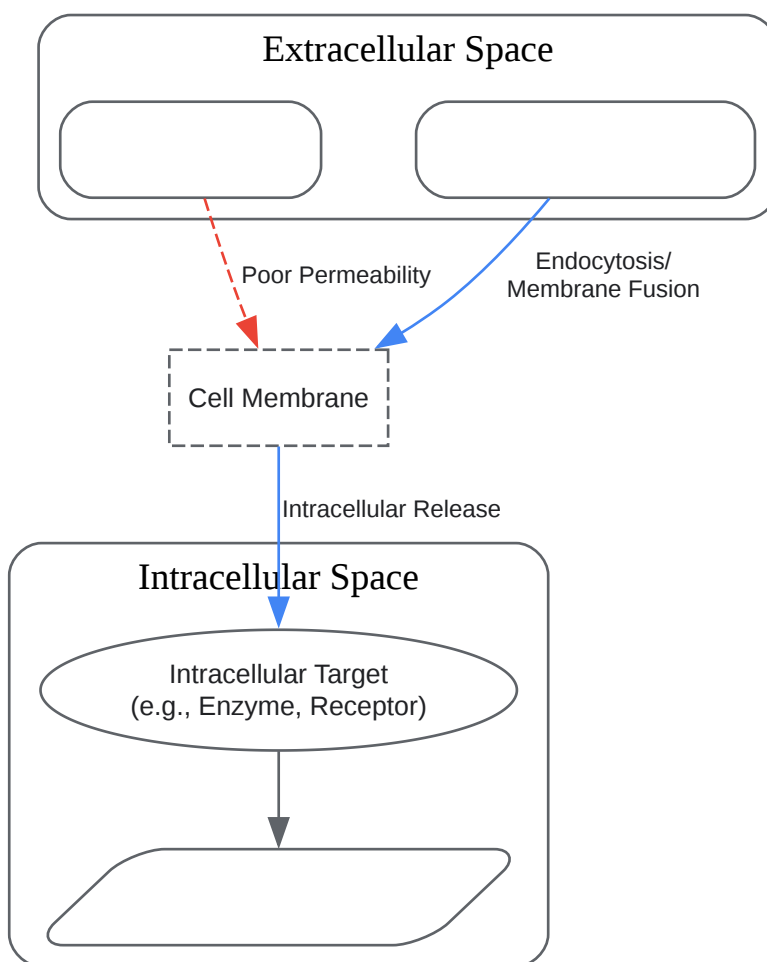 Extracellular Space
Poor Permeability
Endocytosis/
Membrane Fusion
Cell Membrane
Intracellular Release
Intracellular Space
Intracellular Target
(e.g., Enzyme, Receptor)